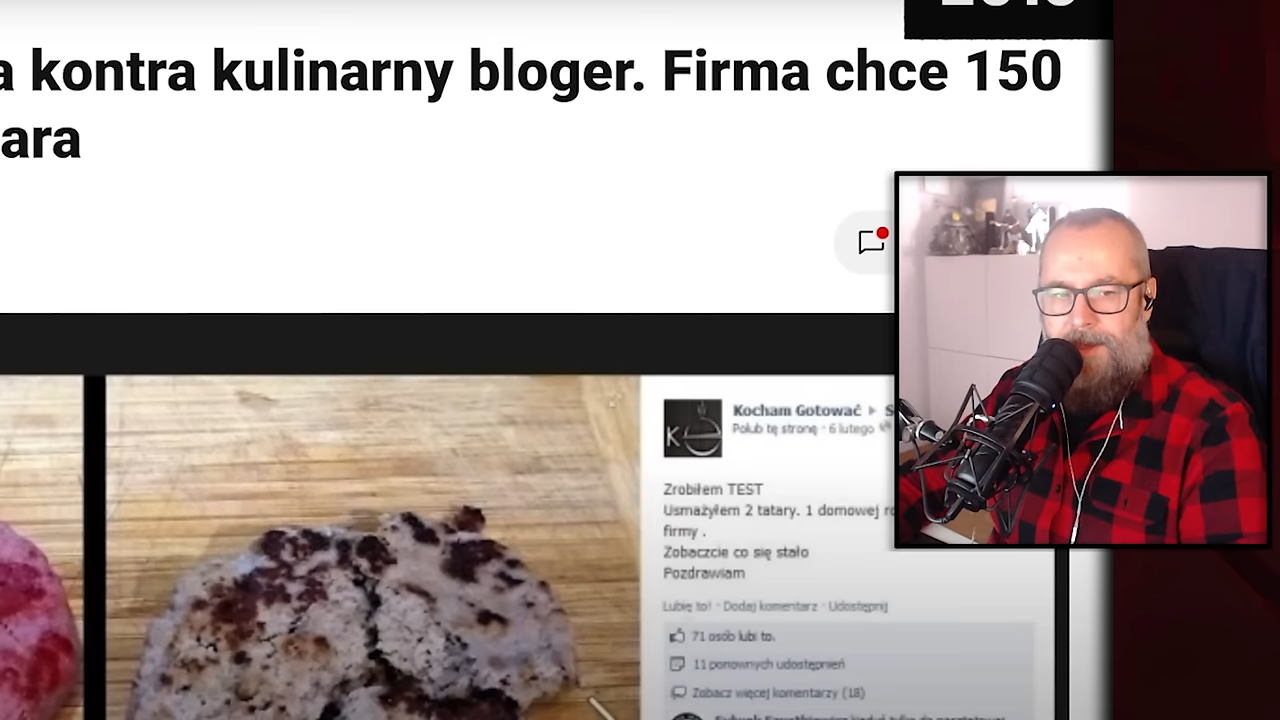 a kontra kulinarny bloger. Firma chce 150
ara
Kocham Gotować
Polub tę stronę · 6 lutego
Zrobiłem TEST
Usmażyłem 2 tatary. 1 domowej
firmy .
Zobaczcie co się stało
Pozdrawiam
Lubię to! · Dodaj komentarz · Udostępnij
71 osób lubi to.
11 ponownych udostępnień
Zobacz więcej komentarzy (18)